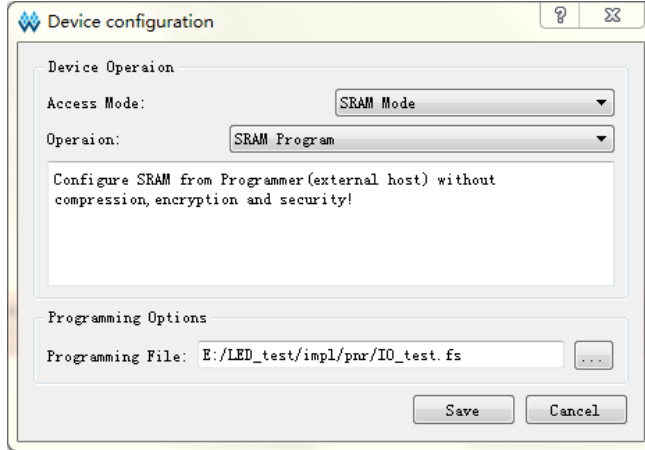 Device configuration
Device Operaion
Access Mode: SRAM Mode
Operaion: SRAM Program
Configure SRAM from Programmer(external host) without
compression,encryption and security!
Programming Options
Programming File: E:/LED_test/impl/pnr/IO_test.fs ...
Save Cancel